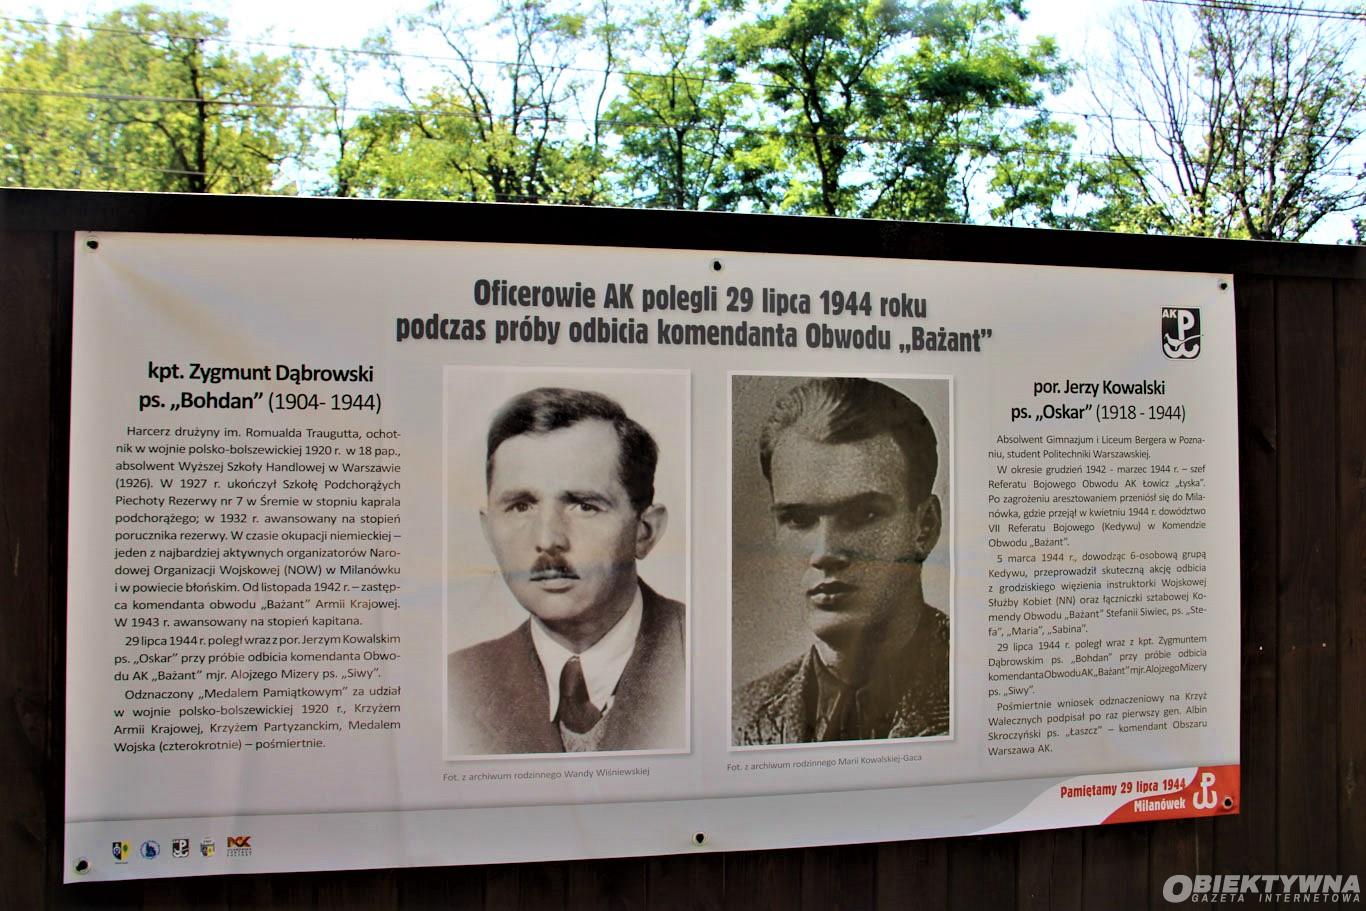 Oficerowie AK polegli 29 lipca 1944 roku
podczas próby odbicia komendanta Obwodu „Bażant”
kpt. Zygmunt Dąbrowski
ps. „Bohdan” (1904- 1944)
Harcerz drużyny im. Romualda Traugutta, ochot-
nik w wojnie polsko-bolszewickiej 1920 r. w 18 pap.,
absolwent Wyższej Szkoły Handlowej w Warszawie
(1926). W 1927 r. ukończył Szkołę Podchorążych
Piechoty Rezerwy nr 7 w Śremie w stopniu kaprala
podchorążego; w 1932 r. awansowany na stopień
porucznika rezerwy. W czasie okupacji niemieckiej –
jeden z najbardziej aktywnych organizatorów Naro-
dowej Organizacji Wojskowej (NOW) w Milanówku
i w powiecie błońskim. Od listopada 1942 r. – zastęp-
ca komendanta obwodu „Bażant” Armii Krajowej.
W 1943 r. awansowany na stopień kapitana.
29 lipca 1944 r. poległ wraz z por. Jerzym Kowalskim
ps. „Oskar” przy próbie odbicia komendanta Obwo-
du AK „Bażant” mjr. Alojzego Mizery ps. „Siwy”.
Odznaczony „Medalem Pamiątkowym” za udział
w wojnie polsko-bolszewickiej 1920 r., Krzyżem
Armii Krajowej, Krzyżem Partyzanckim, Medalem
Wojska (czterokrotnie) – pośmiertnie.
Fot. z archiwum rodzinnego Wandy Wiśniewskiej
Fot. z archiwum rodzinnego Marii Kowalskiej-Gaca
AK P
por. Jerzy Kowalski
ps. „Oskar” (1918 - 1944)
Absolwent Gimnazjum i Liceum Bergera w Pozna-
niu, student Politechniki Warszawskiej.
W okresie grudzień 1942 - marzec 1944 r. – szef
Referatu Bojowego Obwodu AK Łowicz „Łyska”.
Po zagrożeniu aresztowaniem przeniósł się do Mila-
nówka, gdzie przejął w kwietniu 1944 r. dowództwo
VII Referatu Bojowego (Kedywu) w Komendzie
Obwodu „Bażant”.
5 marca 1944 r., dowodząc 6-osobową grupą
Kedywu, przeprowadził skuteczną akcję odbicia
z grodziskiego więzienia instruktorki Wojskowej
Służby Kobiet (NN) oraz łączniczki sztabowej Ko-
mendy Obwodu „Bażant” Stefanii Siwiec, ps. „Ste-
fa”, „Maria”, „Sabina”.
29 lipca 1944 r. poległ wraz z kpt. Zygmuntem
Dąbrowskim ps. „Bohdan” przy próbie odbicia
komendanta Obwodu AK „Bażant” mjr. Alojzego Mizery
ps. „Siwy”.
Pośmiertnie wniosek odznaczeniowy na Krzyż
Walecznych podpisał po raz pierwszy gen. Albin
Skroczyński ps. „Łaszcz” – komendant Obszaru
Warszawa AK.
Pamiętamy 29 lipca 1944
Milanówek
OBIEKTYWNA
GAZETA INTERNETOWA